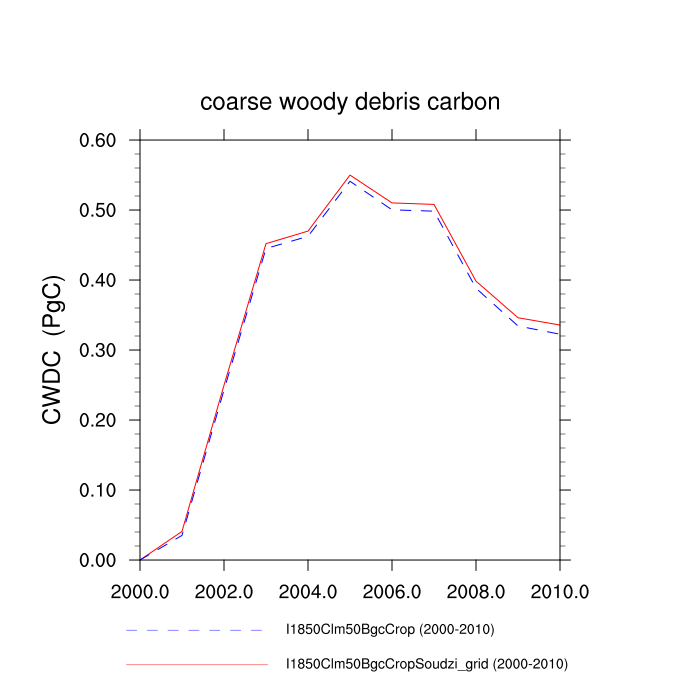 coarse woody debris carbon
0.60
0.50
0.40
0.30
0.20
0.10
0.00
CWDC (PgC)
2000.0 2002.0 2004.0 2006.0 2008.0 2010.0
I1850Clm50BgcCrop (2000-2010)
I1850Clm50BgcCropSoudzi_grid (2000-2010)